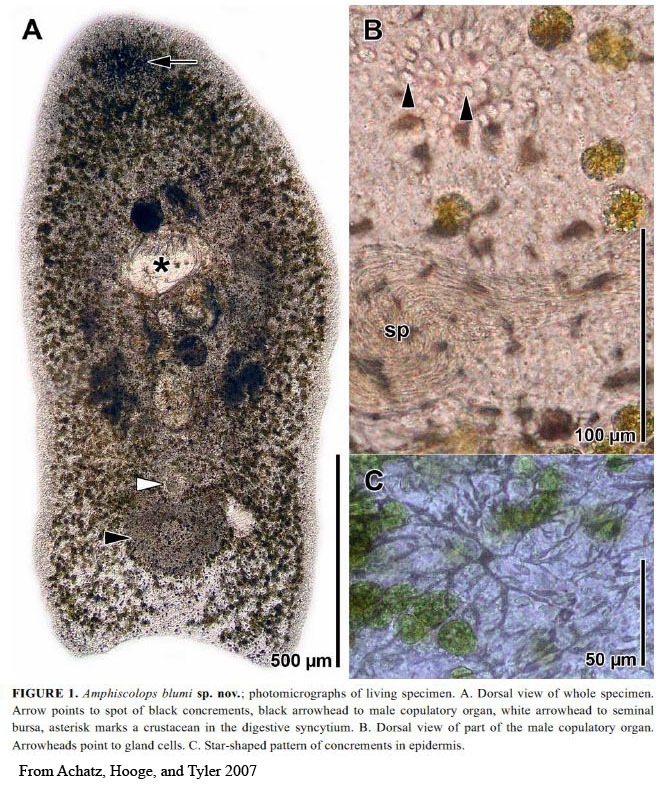 A
B
sp
100 µm
C
500 µm
50 µm
FIGURE 1. Amphiscolops blumi sp. nov.; photomicrographs of living specimen. A. Dorsal view of whole specimen.
Arrow points to spot of black concrements, black arrowhead to male copulatory organ, white arrowhead to seminal
bursa, asterisk marks a crustacean in the digestive syncytium. B. Dorsal view of part of the male copulatory organ.
Arrowheads point to gland cells. C. Star-shaped pattern of concrements in epidermis.
From Achatz, Hooge, and Tyler 2007